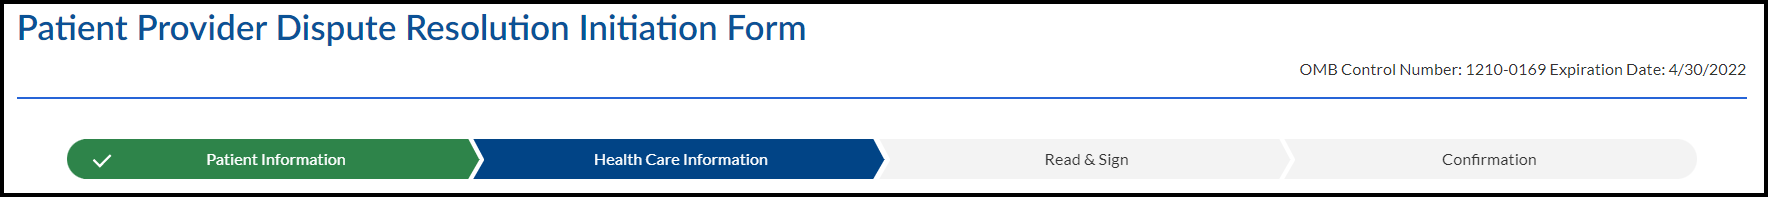 Patient Provider Dispute Resolution Initiation Form
OMB Control Number: 1210-0169 Expiration Date: 4/30/2022
Patient Information
Health Care Information
Read & Sign
Confirmation